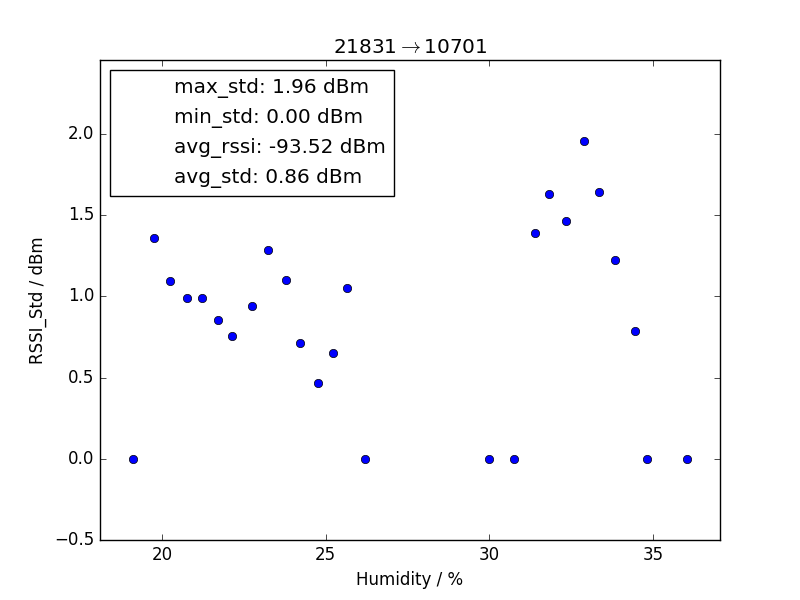 21831→10701
max_std: 1.96 dBm
min_std: 0.00 dBm
avg_rssi: -93.52 dBm
avg_std: 0.86 dBm
RSSI_Std / dBm
2.0
1.5
1.0
0.5
0.0
−0.5
20 25 30 35
Humidity / %